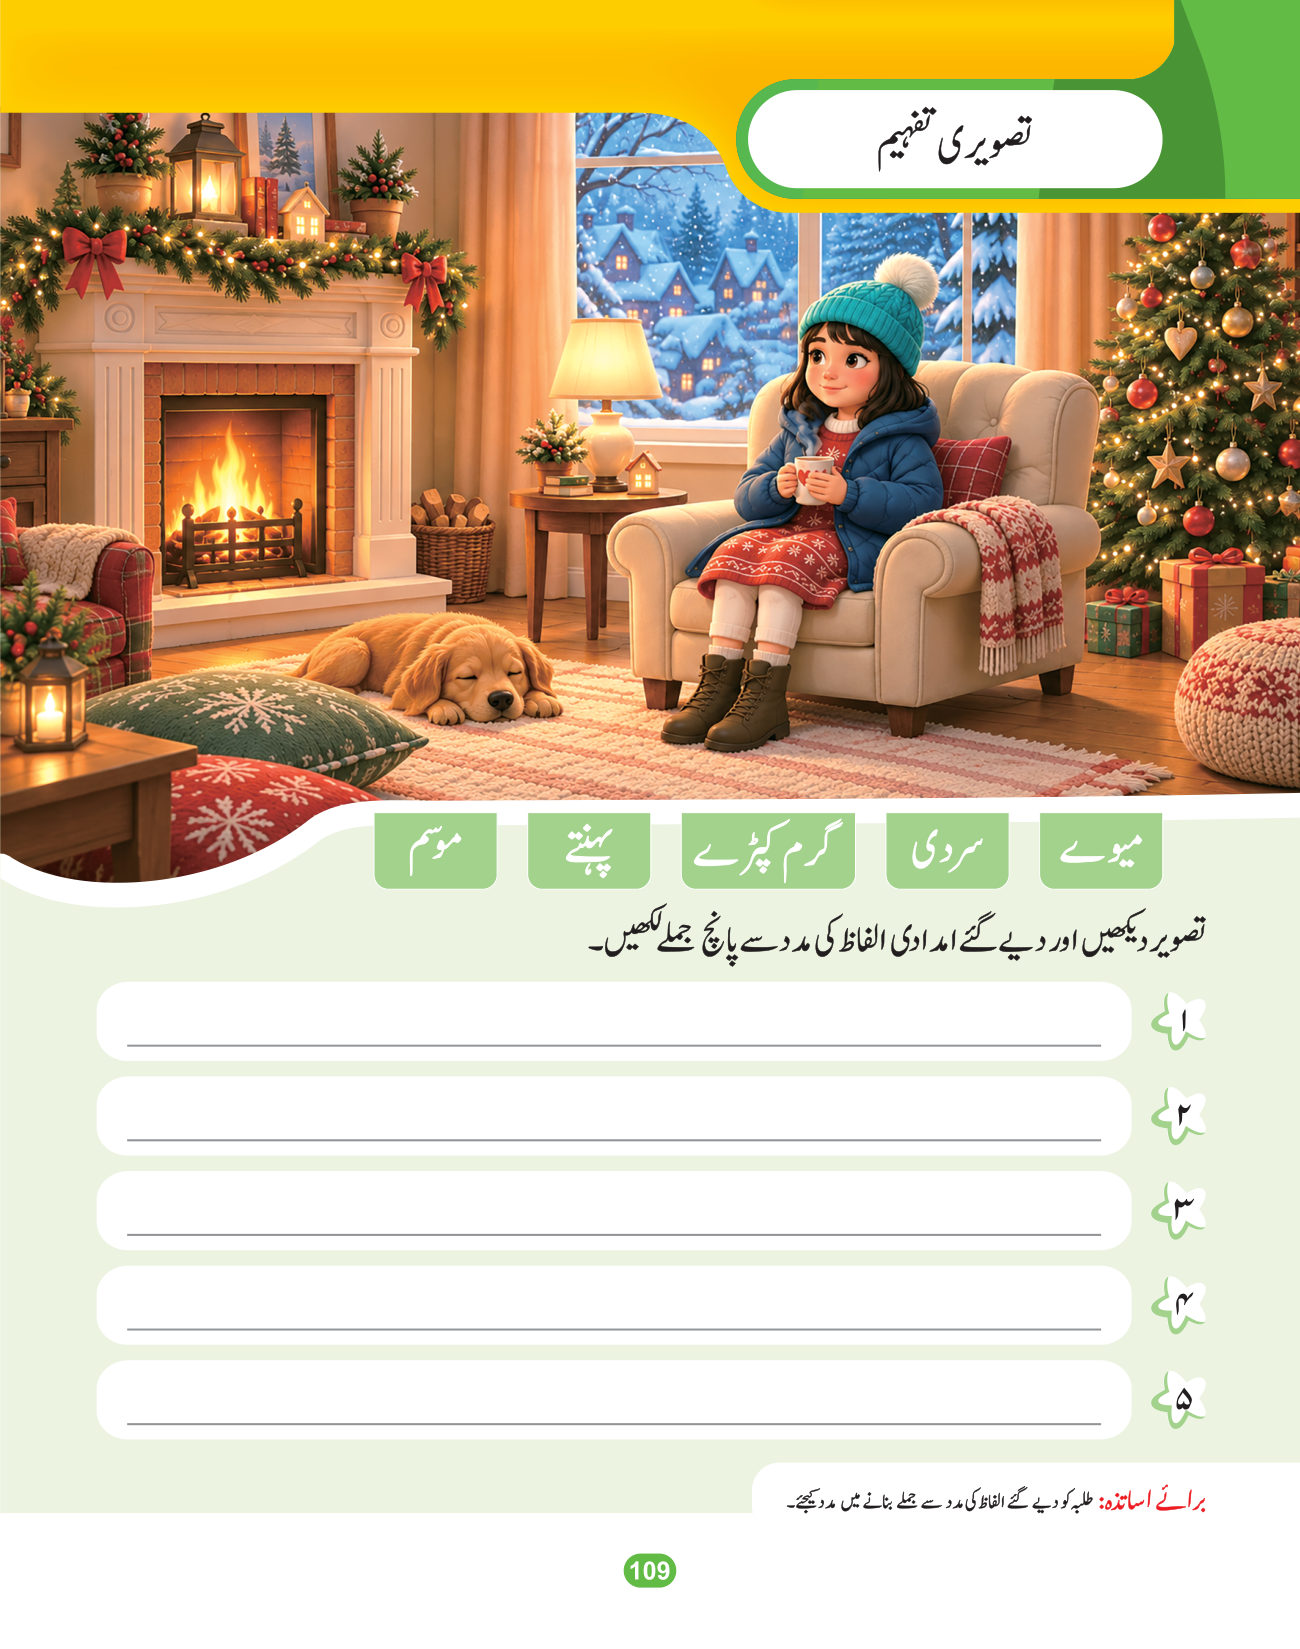 تصویری تفہیم
میوے سردی گرم کپڑے پہنتے موسم
تصویر دیکھیں اور دیے گئے امدادی الفاظ کی مدد سے پانچ جملے لکھیں۔
۱
۲
۳
۴
۵
برائے اساتذہ: طلبہ کو دیے گئے الفاظ کی مدد سے جملے بنانے میں مدد کیجئے۔
109